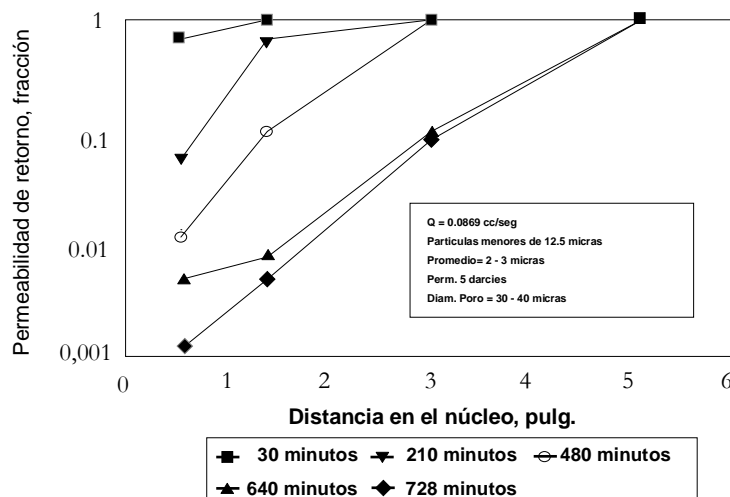 Permeabilidad de retorno, fracción
1
0.1
0.01
0,001
0 1 2 3 4 5 6
Q = 0.0869 cc/seg
Particulas menores de 12.5 micras
Promedio= 2 - 3 micras
Perm. 5 darcies
Diam. Poro = 30 - 40 micras
Distancia en el núcleo, pulg.
30 minutos 210 minutos 480 minutos
640 minutos 728 minutos